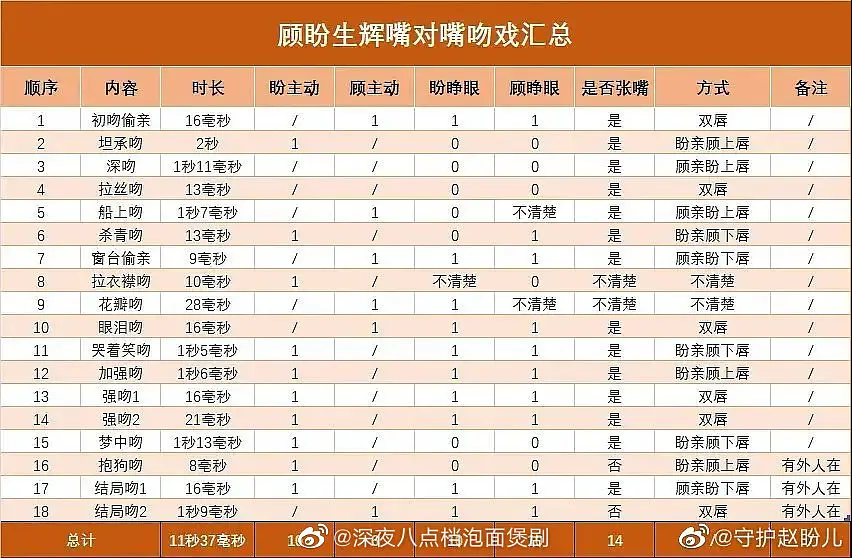 顾盼生辉嘴对嘴吻戏汇总
顺序 内容 时长 盼主动 顾主动 盼睁眼 顾睁眼 是否张嘴 方式 备注
1 初吻偷亲 16毫秒 / 1 1 1 是 双唇 /
2 坦承吻 2秒 1 / 0 0 是 盼亲顾上唇 /
3 深吻 1秒11毫秒 / / 0 0 是 顾亲盼上唇 /
4 拉丝吻 13毫秒 / / 0 0 是 双唇 /
5 船上吻 1秒7毫秒 / 1 0 不清楚 是 顾亲盼上唇 /
6 杀青吻 13毫秒 1 / 0 1 是 盼亲顾下唇 /
7 窗台偷亲 9毫秒 / 1 1 1 是 顾亲盼下唇 /
8 拉衣襟吻 10毫秒 1 / 不清楚 0 不清楚 不清楚 /
9 花瓣吻 28毫秒 / 1 1 不清楚 不清楚 不清楚 /
10 眼泪吻 16毫秒 / 1 1 1 是 双唇 /
11 哭着笑吻 1秒5毫秒 1 / 1 1 是 盼亲顾下唇 /
12 加强吻 1秒6毫秒 1 / 1 1 是 盼亲顾上唇 /
13 强吻1 16毫秒 1 / 1 1 是 双唇 /
14 强吻2 21毫秒 1 / 1 1 是 双唇 /
15 梦中吻 1秒13毫秒 1 / 0 0 是 盼亲顾下唇 /
16 抱狗吻 8毫秒 1 / 0 0 否 盼亲顾上唇 有外人在
17 结局吻1 16毫秒 1 / 1 1 是 顾亲盼下唇 有外人在
18 结局吻2 1秒9毫秒 / 1 1 1 否 双唇 有外人在
总计 11秒37毫秒 14
@深夜八点档泡面煲剧
@守护赵盼儿